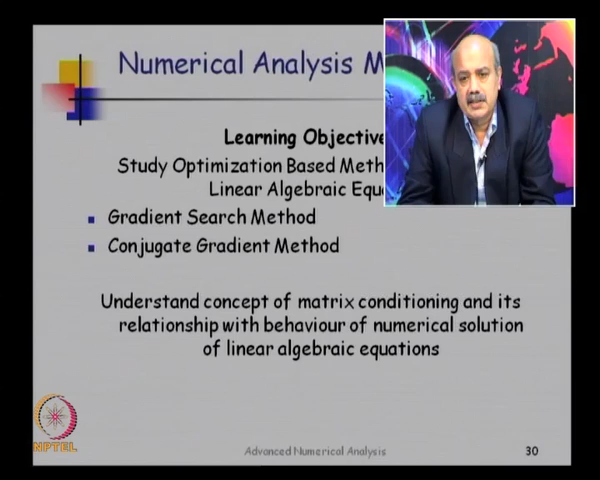 Numerical Analysis M
Learning Objective
Study Optimization Based Meth
Linear Algebraic Equ
Gradient Search Method
Conjugate Gradient Method
Understand concept of matrix conditioning and its
relationship with behaviour of numerical solution
of linear algebraic equations
NPTEL
Advanced Numerical Analysis
30